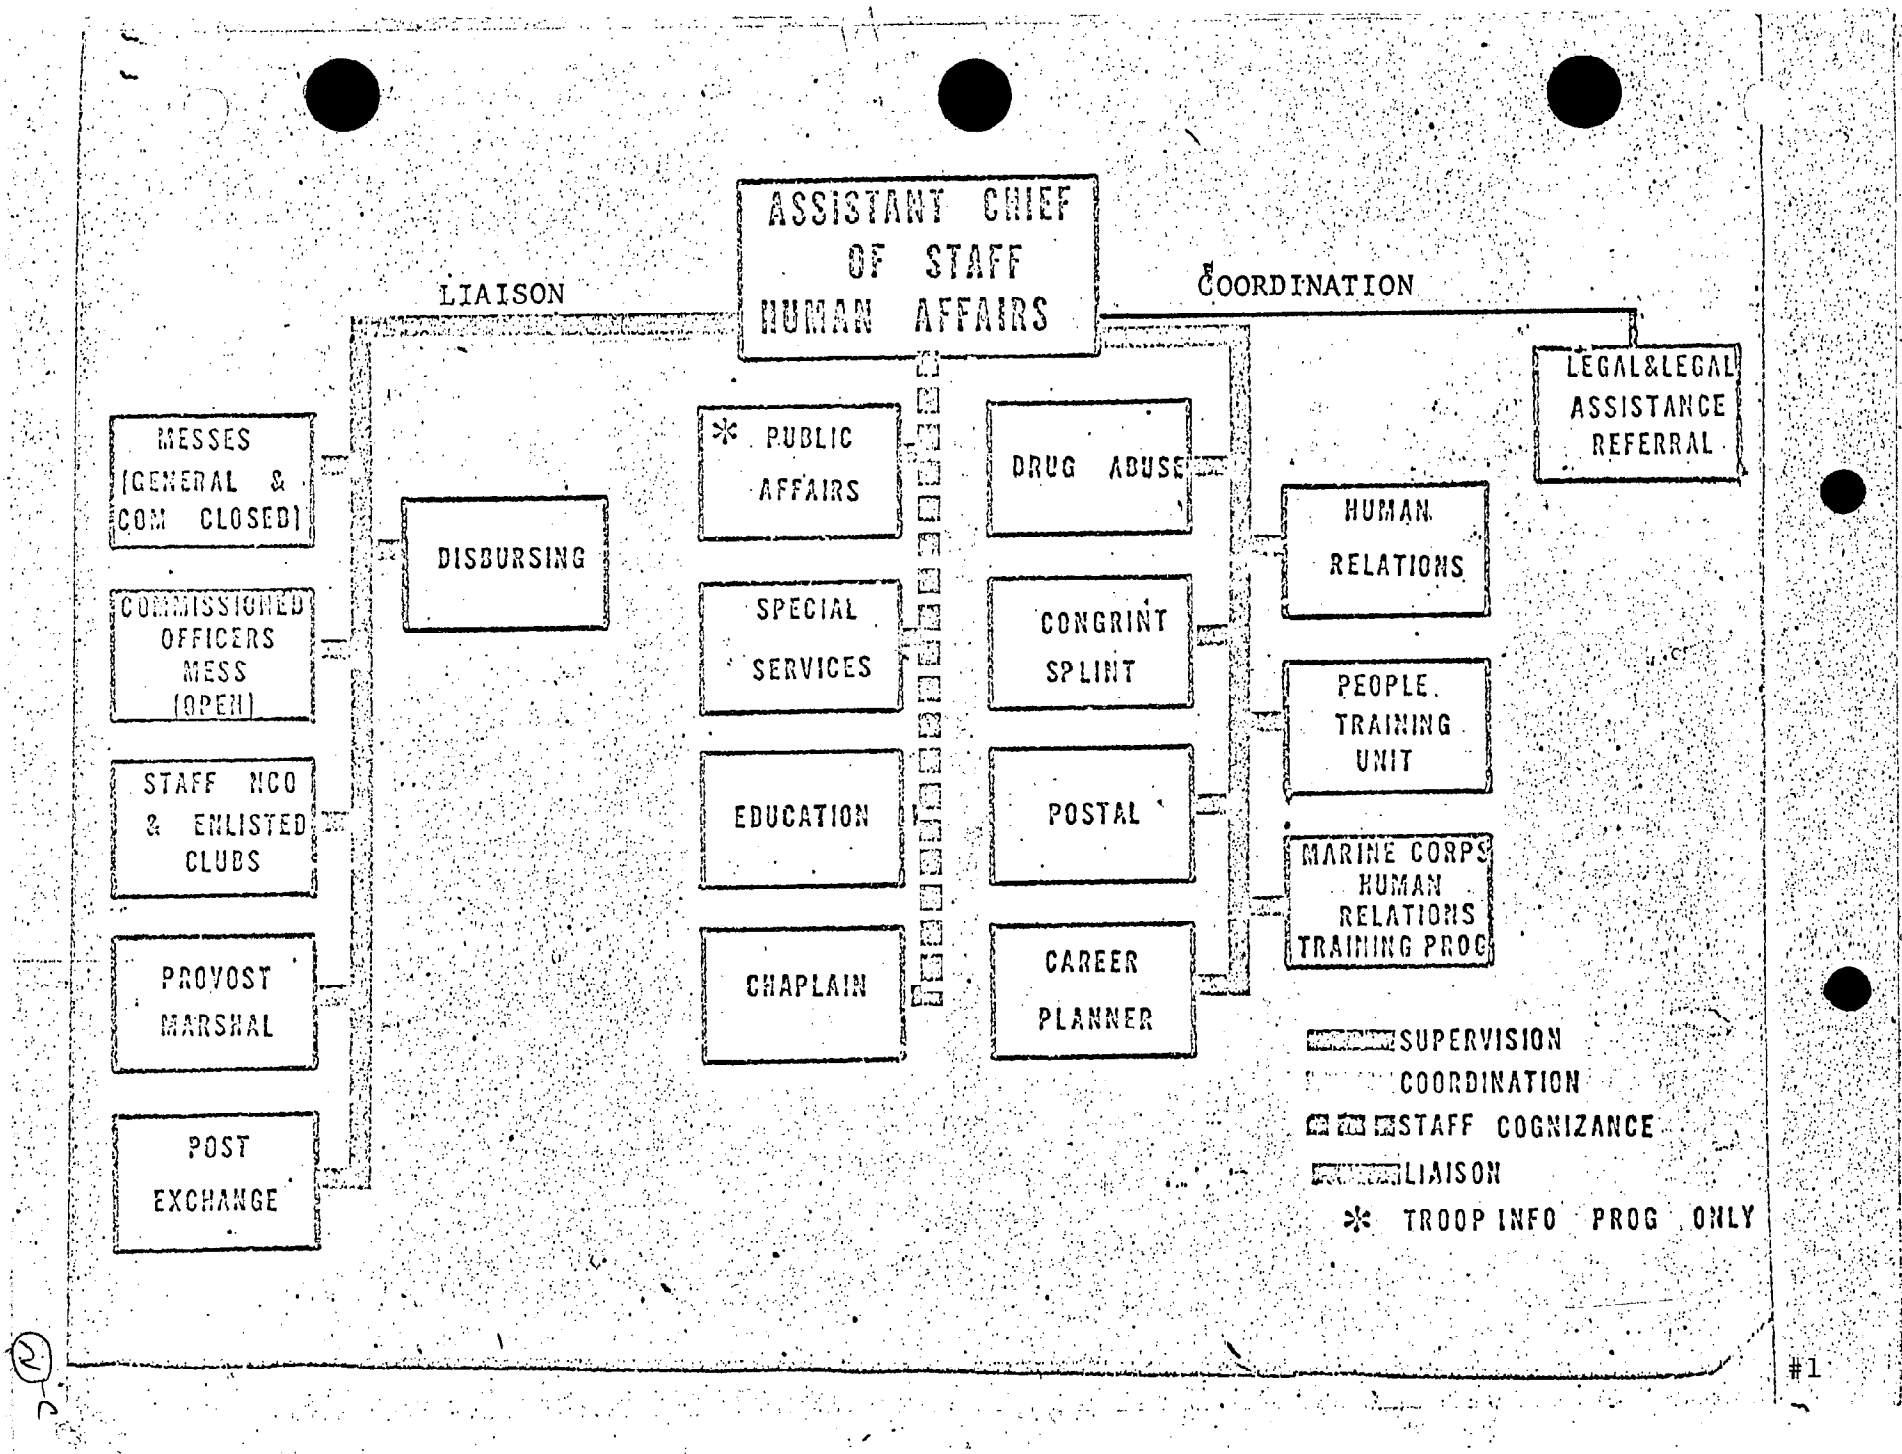 ASSISTANT CHIEF
OF STAFF
HUMAN AFFAIRS
LIAISON
COORDINATION
LEGAL&LEGAL
ASSISTANCE
REFERRAL
MESSES
[GENERAL &
COM CLOSED]
DISBURSING
COMMISSIONED
OFFICERS
MESS
[OPEN]
STAFF NCO
& ENLISTED
CLUBS
PROVOST
MARSHAL
POST
EXCHANGE
* PUBLIC
AFFAIRS
SPECIAL
SERVICES
EDUCATION
CHAPLAIN
DRUG ABUSE
CONGRINT
SPLINT
POSTAL
CAREER
PLANNER
HUMAN
RELATIONS
PEOPLE
TRAINING
UNIT
MARINE CORPS
HUMAN
RELATIONS
TRAINING PROG
SUPERVISION
COORDINATION
STAFF COGNIZANCE
LIAISON
* TROOP INFO PROG ONLY
#1